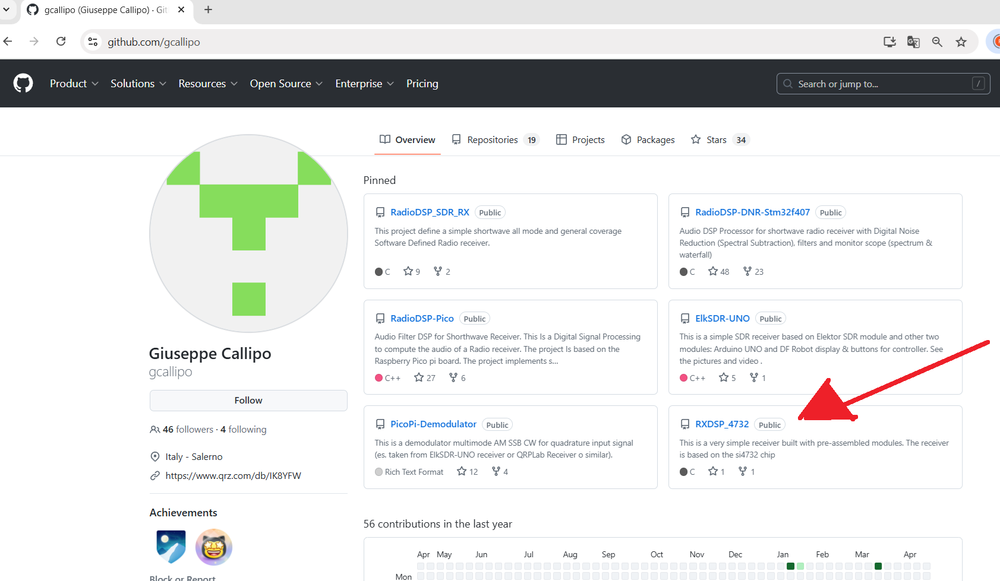 gcallipo (Giuseppe Callipo) · Git
github.com/gcallipo
Product Solutions Resources Open Source Enterprise Pricing Search or jump to... /
Overview Repositories 19 Projects Packages Stars 34
Pinned
RadioDSP_SDR_RX Public
This project define a simple shortwave all mode and general coverage
Software Defined Radio receiver.
C 9 2
RadioDSP-DNR-Stm32f407 Public
Audio DSP Processor for shortwave radio receiver with Digital Noise
Reduction (Spectral Subtraction), filters and monitor scope (spectrum &
waterfall)
C 48 23
RadioDSP-Pico Public
Audio Filter DSP for Shorthwave Receiver. This Is a Digital Signal Processing
to compute the audio of a Radio receiver. The project Is based on the
Raspberry Pico pi board. The project implements s...
C++ 27 6
ElkSDR-UNO Public
This is a simple SDR receiver based on Elektor SDR module and other two
modules: Arduino UNO and DF Robot display & buttons for controller. See
the pictures and video .
C++ 5 1
PicoPi-Demodulator Public
This is a demodulator multimode AM SSB CW for quadrature input signal
(es. taken from ElkSDR-UNO receiver or QRPLab Receiver o similar).
Rich Text Format 12 4
RXDSP_4732 Public
This is a very simple receiver built with pre-assembled modules. The receiver
is based on the si4732 chip
C 1 1
Giuseppe Callipo
gcallipo
Follow
46 followers · 4 following
Italy - Salerno
https://www.qrz.com/db/IK8YFW
Achievements
Block or Report
56 contributions in the last year
Apr May Jun Jul Aug Sep Oct Nov Dec Jan Feb Mar Apr
Mon